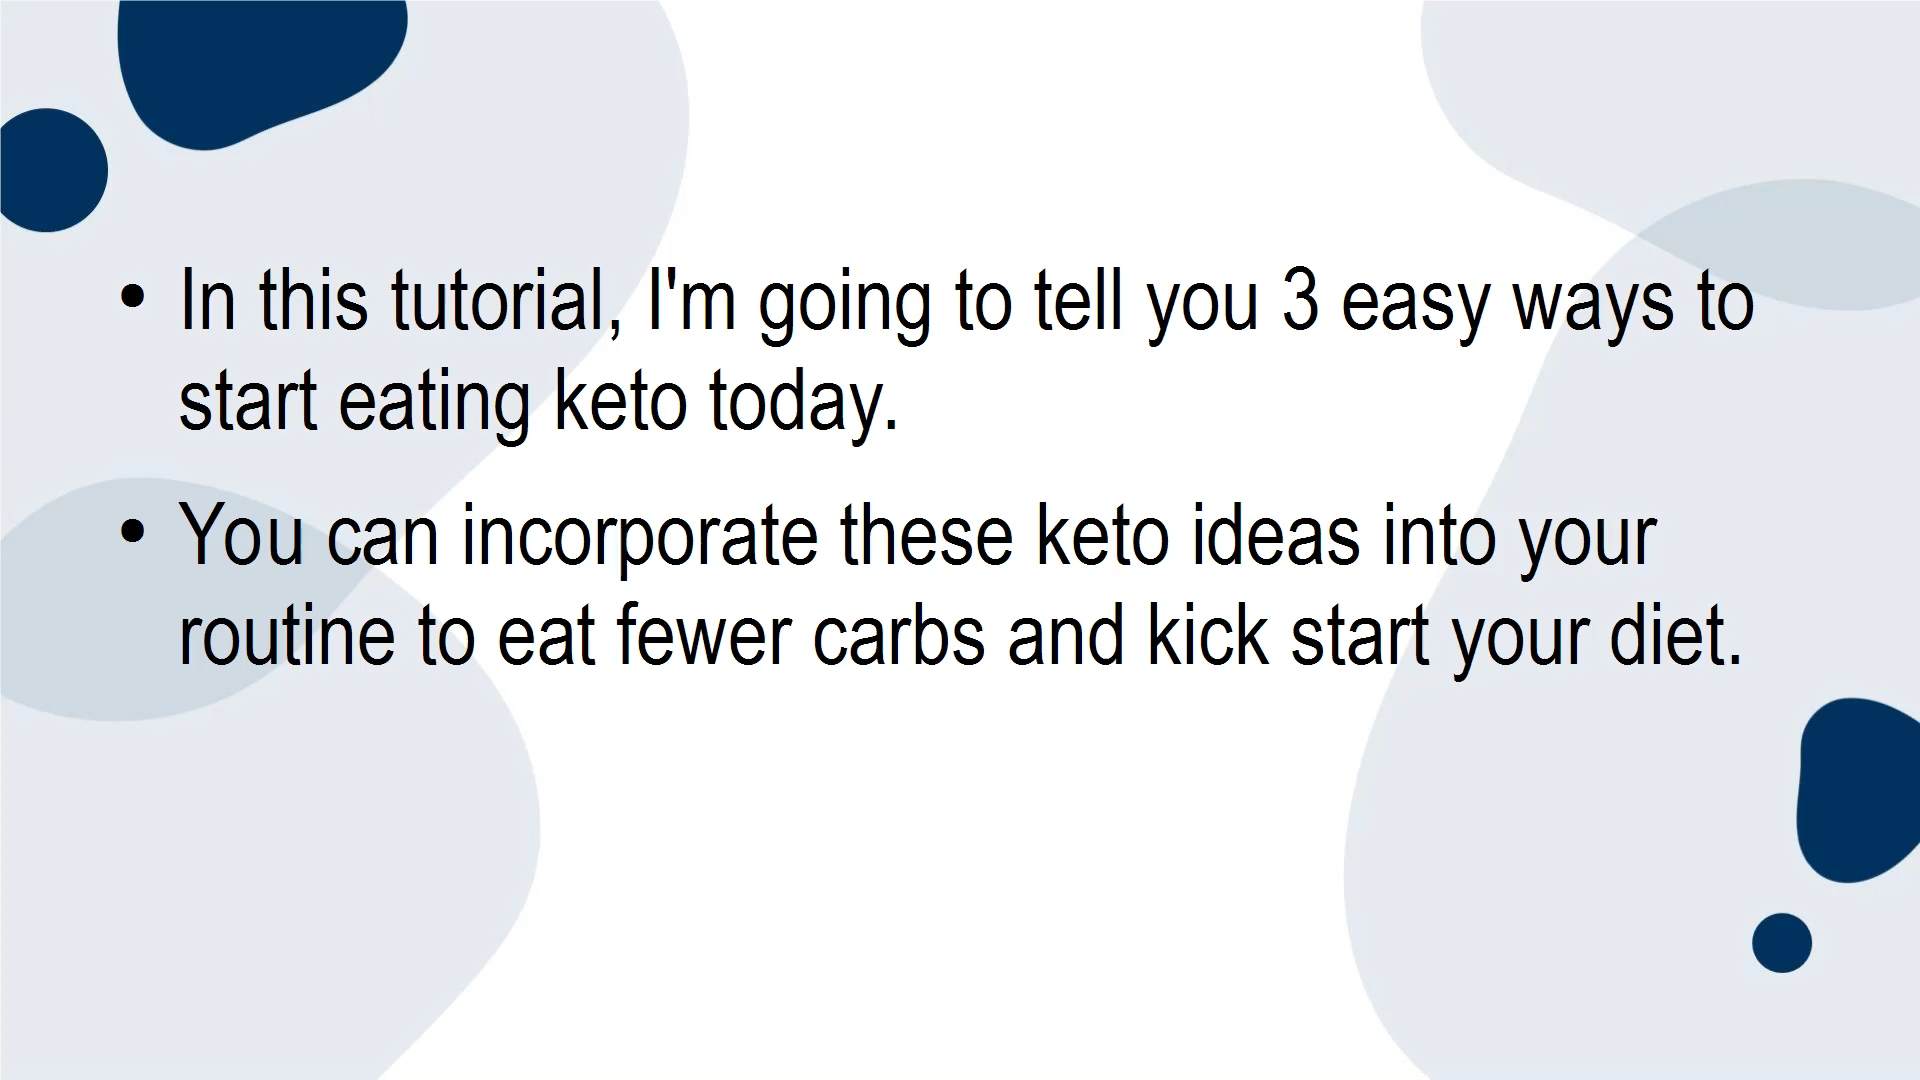 • In this tutorial, I'm going to tell you 3 easy ways to
start eating keto today.
• You can incorporate these keto ideas into your
routine to eat fewer carbs and kick start your diet.